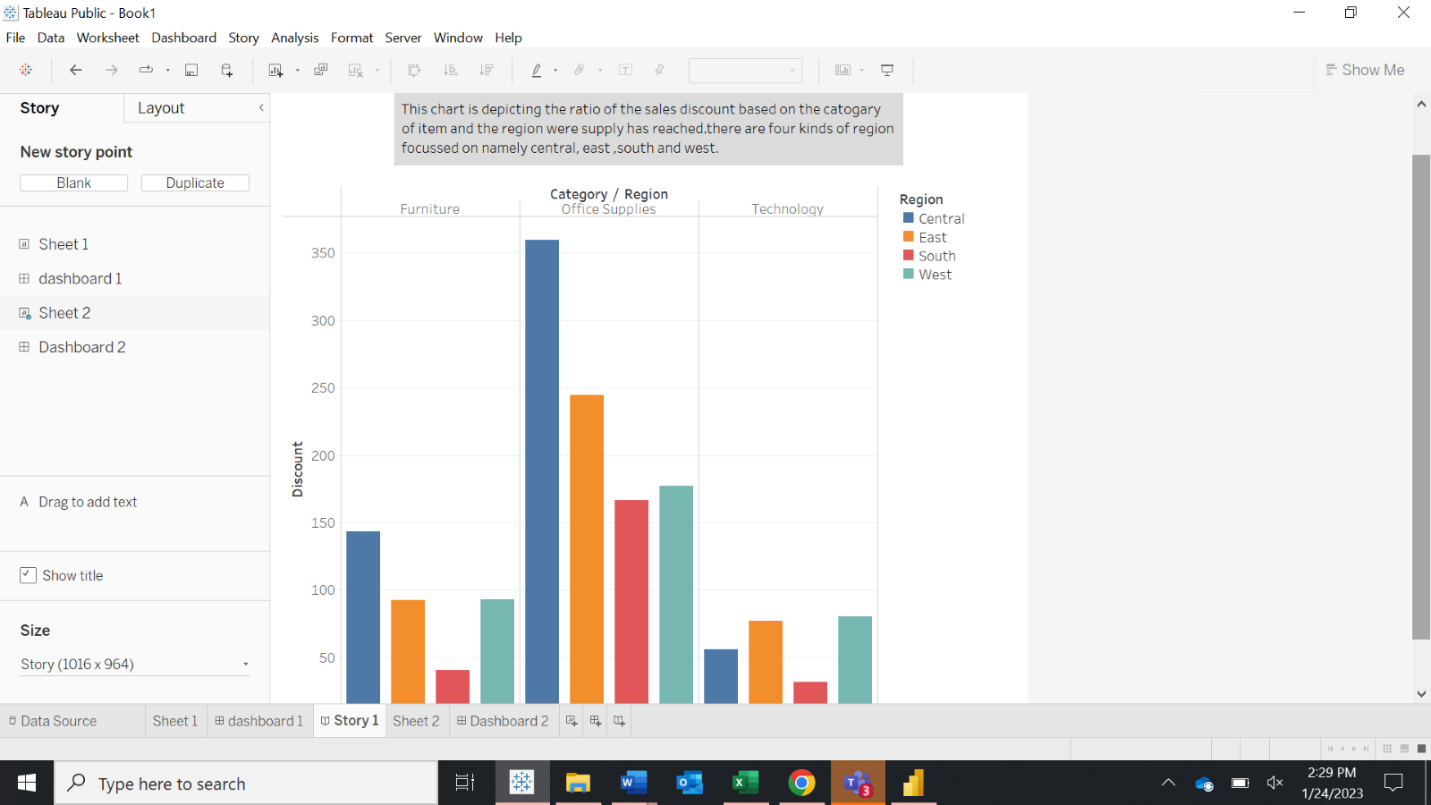 Tableau Public - Book1
File Data Worksheet Dashboard Story Analysis Format Server Window Help
Show Me
Story Layout
New story point
Blank Duplicate
Sheet 1
dashboard 1
Sheet 2
Dashboard 2
A Drag to add text
Show title
Size
Story (1016 x 964)
This chart is depicting the ratio of the sales discount based on the catogary
of item and the region were supply has reached.there are four kinds of region
focussed on namely central, east ,south and west.
Category / Region
Furniture Office Supplies Technology
Discount
350
300
250
200
150
100
50
Region
Central
East
South
West
Data Source Sheet 1 dashboard 1 Story 1 Sheet 2 Dashboard 2
Type here to search
3
2:29 PM
1/24/2023